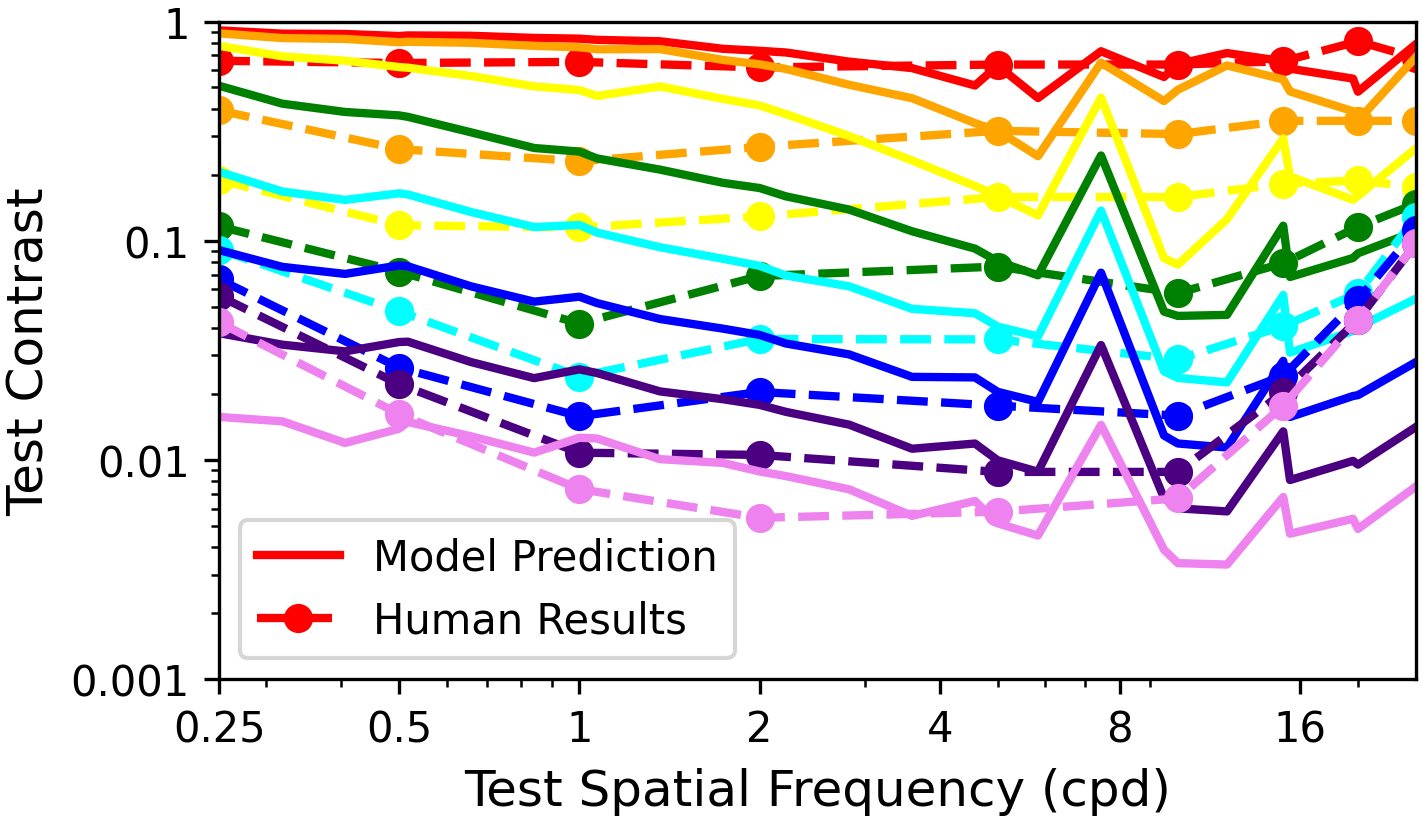 1
0.1
0.01
0.001
Test Contrast
Model Prediction
Human Results
0.25 0.5 1 2 4 8 16
Test Spatial Frequency (cpd)